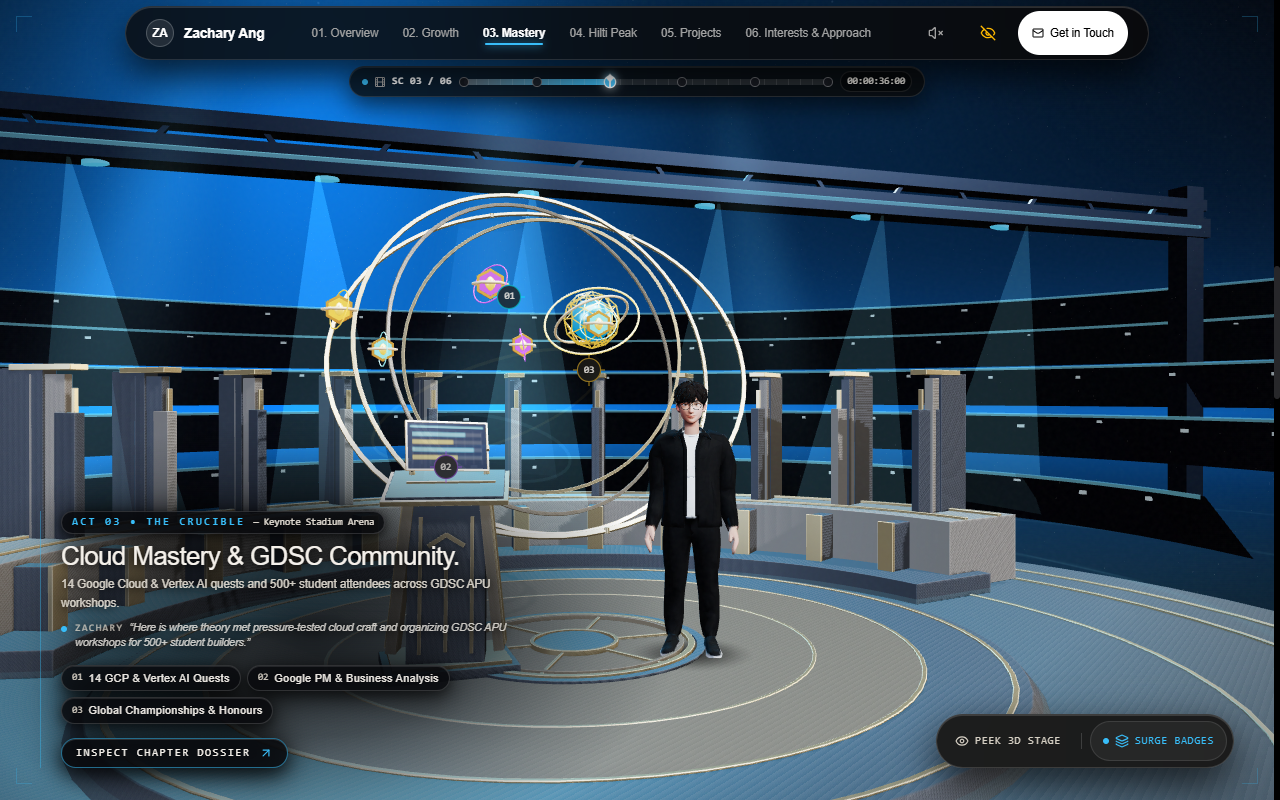 ZA Zachary Ang 01. Overview 02. Growth 03. Mastery 04. Hilti Peak 05. Projects 06. Interests & Approach Get in Touch
SC 03 / 06 00:00:36:00
01
03
02
ACT 03 • THE CRUCIBLE — Keynote Stadium Arena
Cloud Mastery & GDSC Community.
14 Google Cloud & Vertex AI quests and 500+ student attendees across GDSC APU
workshops.
ZACHARY "Here is where theory met pressure-tested cloud craft and organizing GDSC APU
workshops for 500+ student builders."
01 14 GCP & Vertex AI Quests 02 Google PM & Business Analysis
03 Global Championships & Honours
INSPECT CHAPTER DOSSIER
PEEK 3D STAGE SURGE BADGES